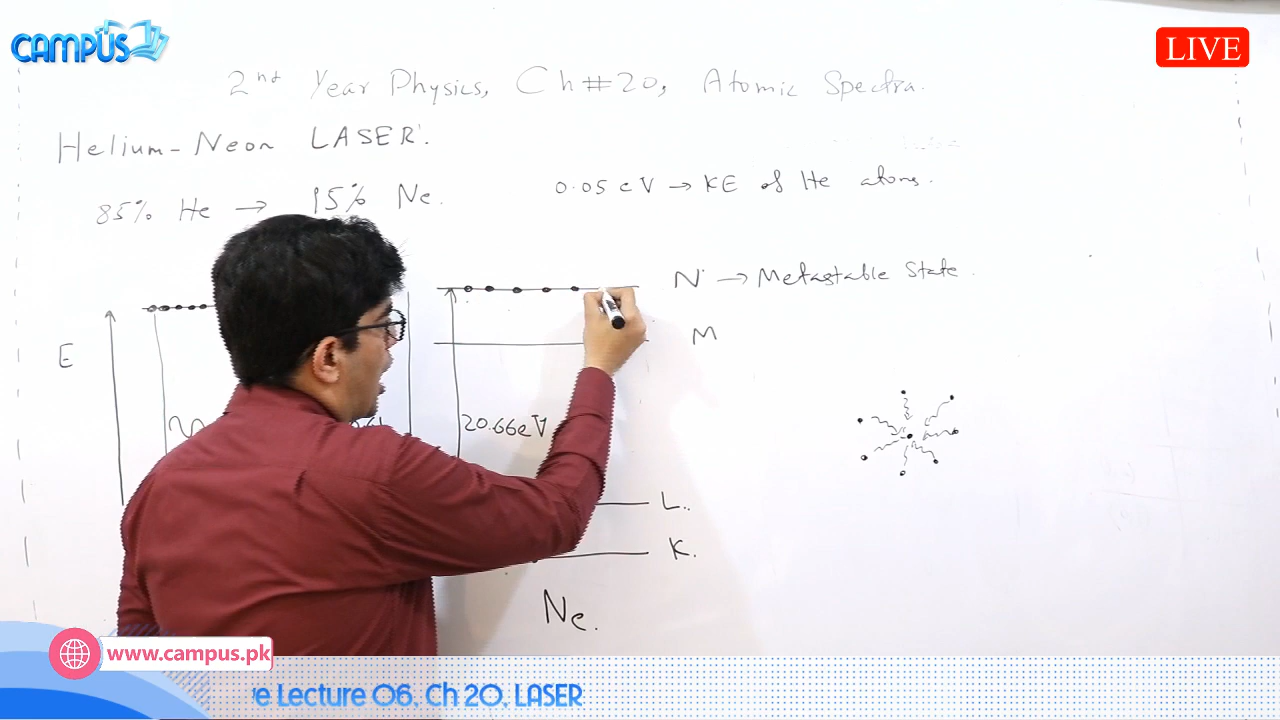 CAMPUS
LIVE
2nd Year Physics, Ch#20, Atomic Spectra.
Helium-Neon LASER.
85% He → 15% Ne.
0.05 eV → KE of He atoms.
N → Metastable State
M
E
20.66eV
L..
K.
Ne.
www.campus.pk
e Lecture 06, Ch 20, LASER